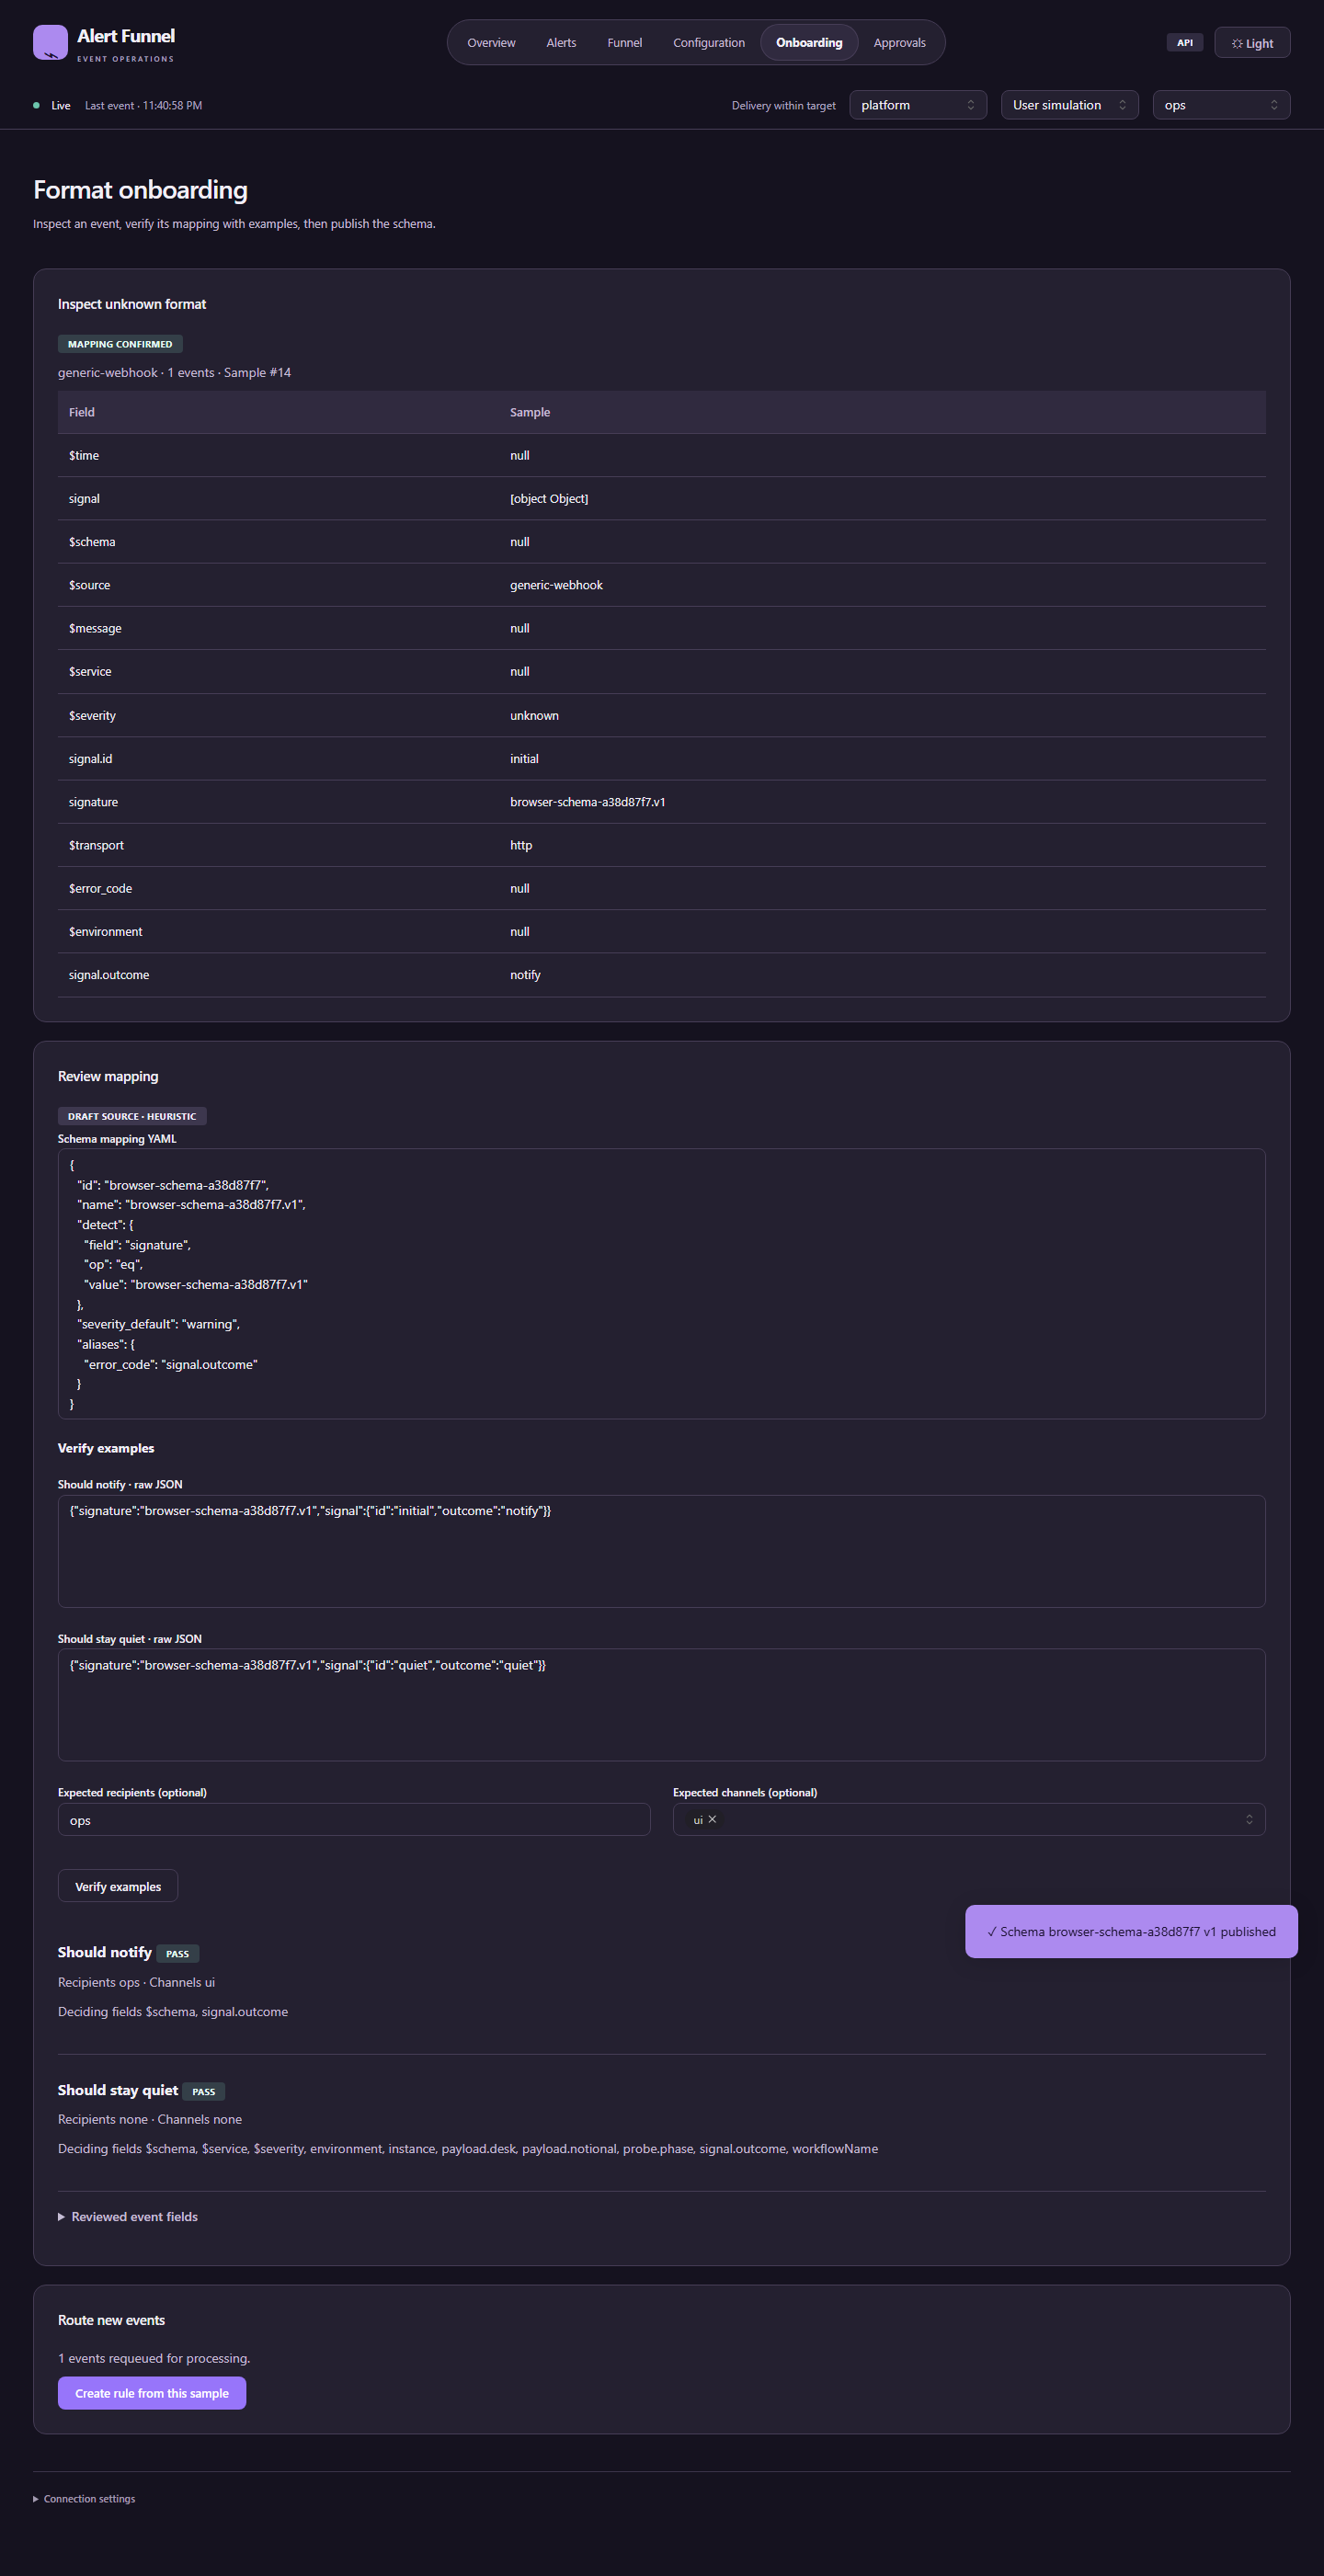 Alert Funnel
EVENT OPERATIONS
Overview
Alerts
Funnel
Configuration
Onboarding
Approvals
API
Light
Live
Last event · 11:40:58 PM
Delivery within target
platform
User simulation
ops
Format onboarding
Inspect an event, verify its mapping with examples, then publish the schema.
Inspect unknown format
MAPPING CONFIRMED
generic-webhook · 1 events · Sample #14
Field Sample
$time null
signal [object Object]
$schema null
$source generic-webhook
$message null
$service null
$severity unknown
signal.id initial
signature browser-schema-a38d87f7.v1
$transport http
$error_code null
$environment null
signal.outcome notify
Review mapping
DRAFT SOURCE · HEURISTIC
Schema mapping YAML
{
"id": "browser-schema-a38d87f7",
"name": "browser-schema-a38d87f7.v1",
"detect": {
"field": "signature",
"op": "eq",
"value": "browser-schema-a38d87f7.v1"
},
"severity_default": "warning",
"aliases": {
"error_code": "signal.outcome"
}
}
Verify examples
Should notify · raw JSON
{"signature":"browser-schema-a38d87f7.v1","signal":{"id":"initial","outcome":"notify"}}
Should stay quiet · raw JSON
{"signature":"browser-schema-a38d87f7.v1","signal":{"id":"quiet","outcome":"quiet"}}
Expected recipients (optional)
ops
Expected channels (optional)
ui ×
Verify examples
✓ Schema browser-schema-a38d87f7 v1 published
Should notify PASS
Recipients ops · Channels ui
Deciding fields $schema, signal.outcome
Should stay quiet PASS
Recipients none · Channels none
Deciding fields $schema, $service, $severity, environment, instance, payload.desk, payload.notional, probe.phase, signal.outcome, workflowName
Reviewed event fields
Route new events
1 events requeued for processing.
Create rule from this sample
Connection settings